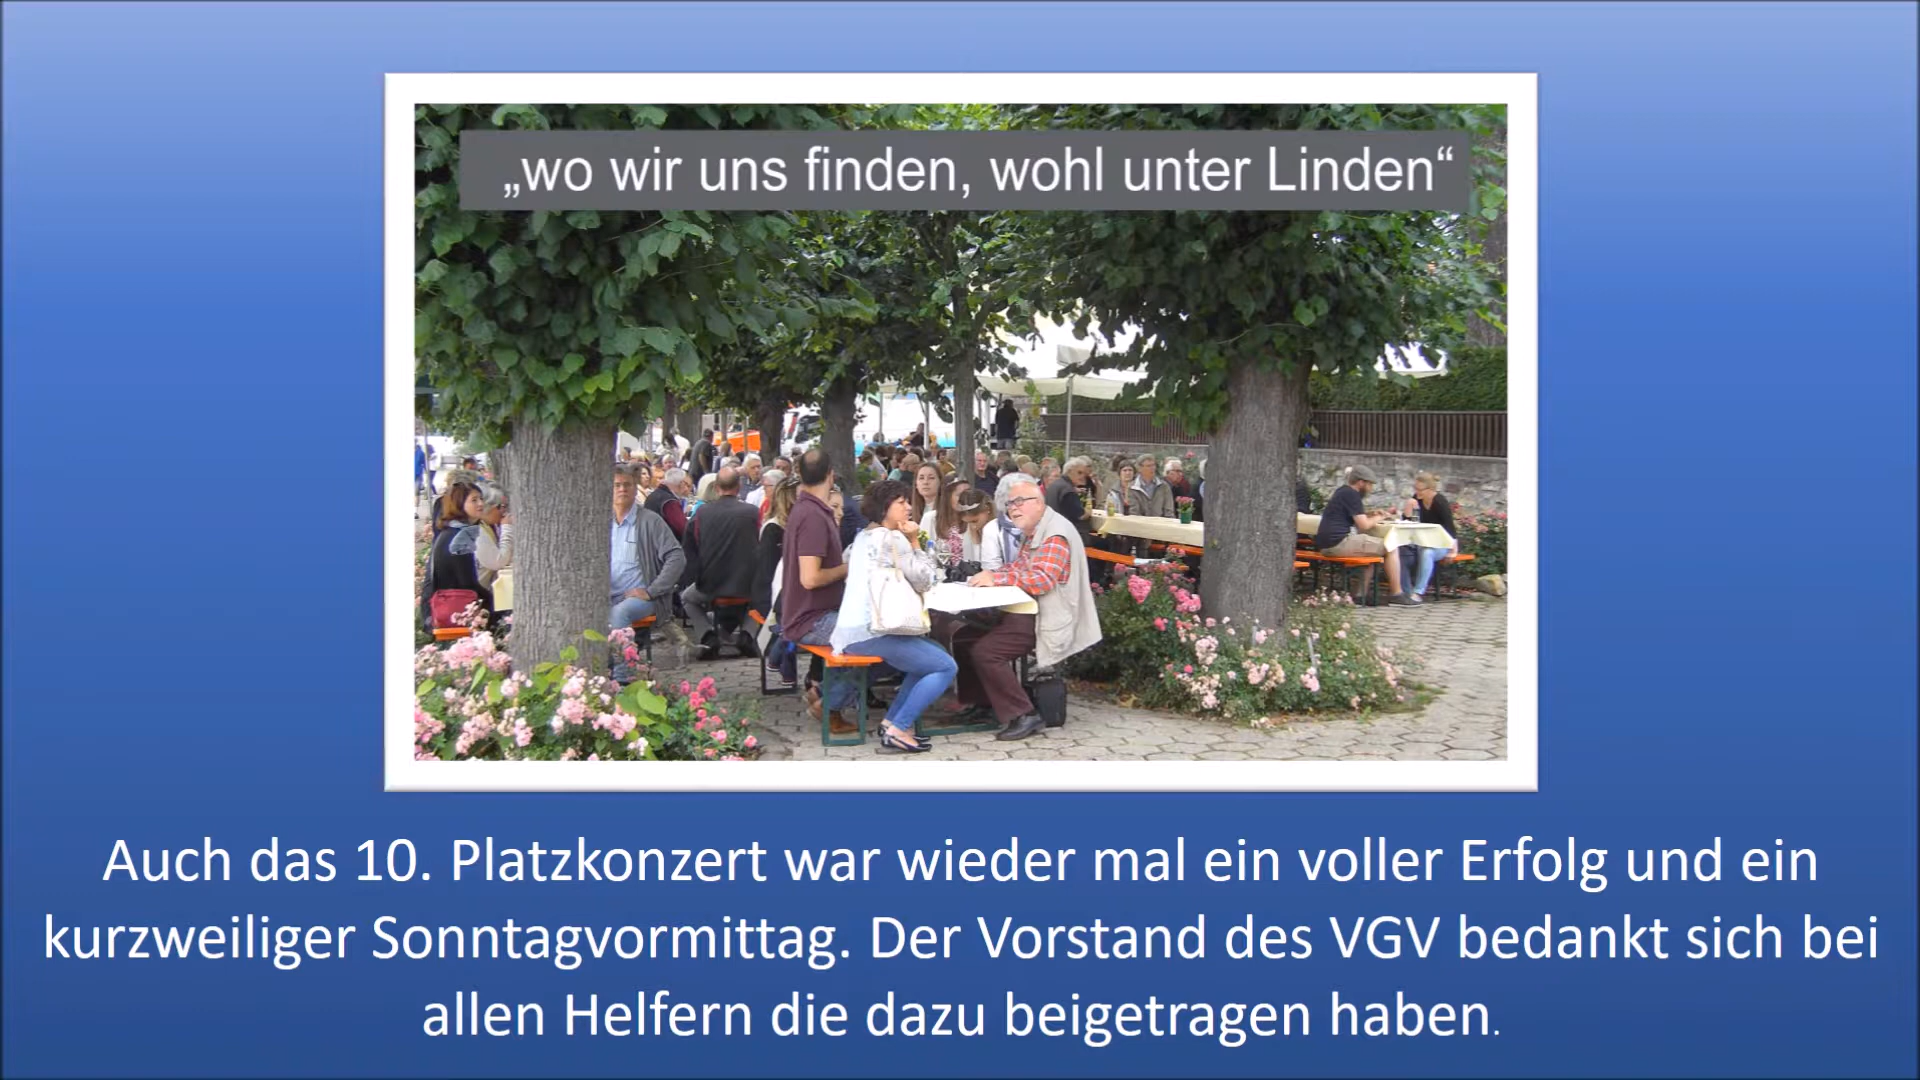 „wo wir uns finden, wohl unter Linden“
Auch das 10. Platzkonzert war wieder mal ein voller Erfolg und ein
kurzweiliger Sonntagvormittag. Der Vorstand des VGV bedankt sich bei
allen Helfern die dazu beigetragen haben.